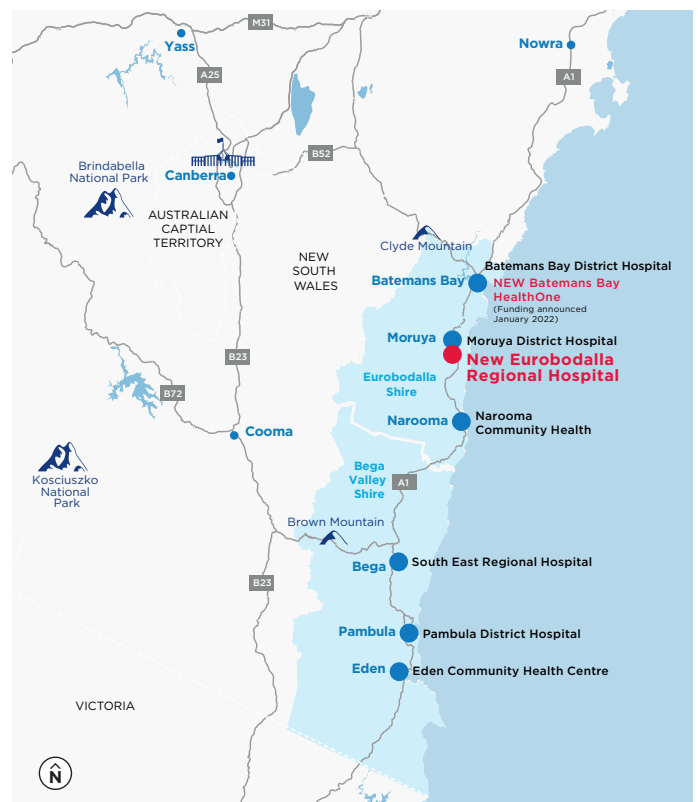 M31
Yass
Nowra
A25
A1
B52
Brindabella
National Park
Canberra
AUSTRALIAN
CAPTIAL
TERRITORY
NEW
SOUTH
WALES
Clyde Mountain
Batemans Bay District Hospital
Batemans Bay
NEW Batemans Bay
HealthOne
(Funding announced
January 2022)
Moruya
Moruya District Hospital
New Eurobodalla
Regional Hospital
B23
Eurobodalla
Shire
B72
Narooma
Narooma
Community Health
Cooma
Bega
Valley
Shire
A1
Kosciuszko
National
Park
Brown Mountain
Bega
South East Regional Hospital
B23
Pambula
Pambula District Hospital
Eden
Eden Community Health Centre
VICTORIA
N